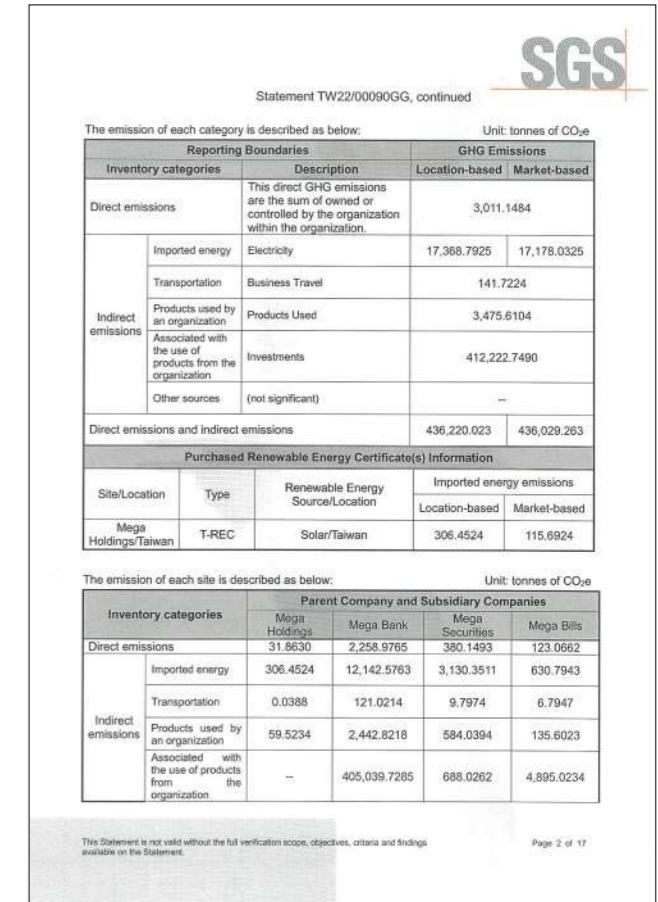 SGS
Statement TW22/00090GG, continued
The emission of each category is described as below: Unit: tonnes of CO₂e
Reporting Boundaries GHG Emissions
Inventory categories Description Location-based Market-based
Direct emissions This direct GHG emissions are the sum of owned or controlled by the organization within the organization. 3,011.1484
Indirect emissions
Imported energy Electricity 17,368.7925 17,178.0325
Transportation Business Travel 141.7224
Products used by an organization Products Used 3,475.6104
Associated with the use of products from the organization Investments 412,222.7490
Other sources (not significant) --
Direct emissions and indirect emissions 436,220.023 436,029.263
Purchased Renewable Energy Certificate(s) Information
Site/Location Type Renewable Energy Source/Location Imported energy emissions
Location-based Market-based
Mega Holdings/Taiwan T-REC Solar/Taiwan 306.4524 115.6924
The emission of each site is described as below: Unit: tonnes of CO₂e
Inventory categories Parent Company and Subsidiary Companies
Mega Holdings Mega Bank Mega Securities Mega Bills
Direct emissions 31.8630 2,258.9765 380.1493 123.0662
Indirect emissions
Imported energy 306.4524 12,142.5763 3,130.3511 630.7943
Transportation 0.0388 121.0214 9.7974 6.7947
Products used by an organization 59.5234 2,442.8218 584.0394 135.6023
Associated with the use of products from the organization -- 405,039.7285 688.0262 4,895.0234
This Statement is not valid without the full verification scope, objectives, criteria and findings
available on the Statement.
Page 2 of 17